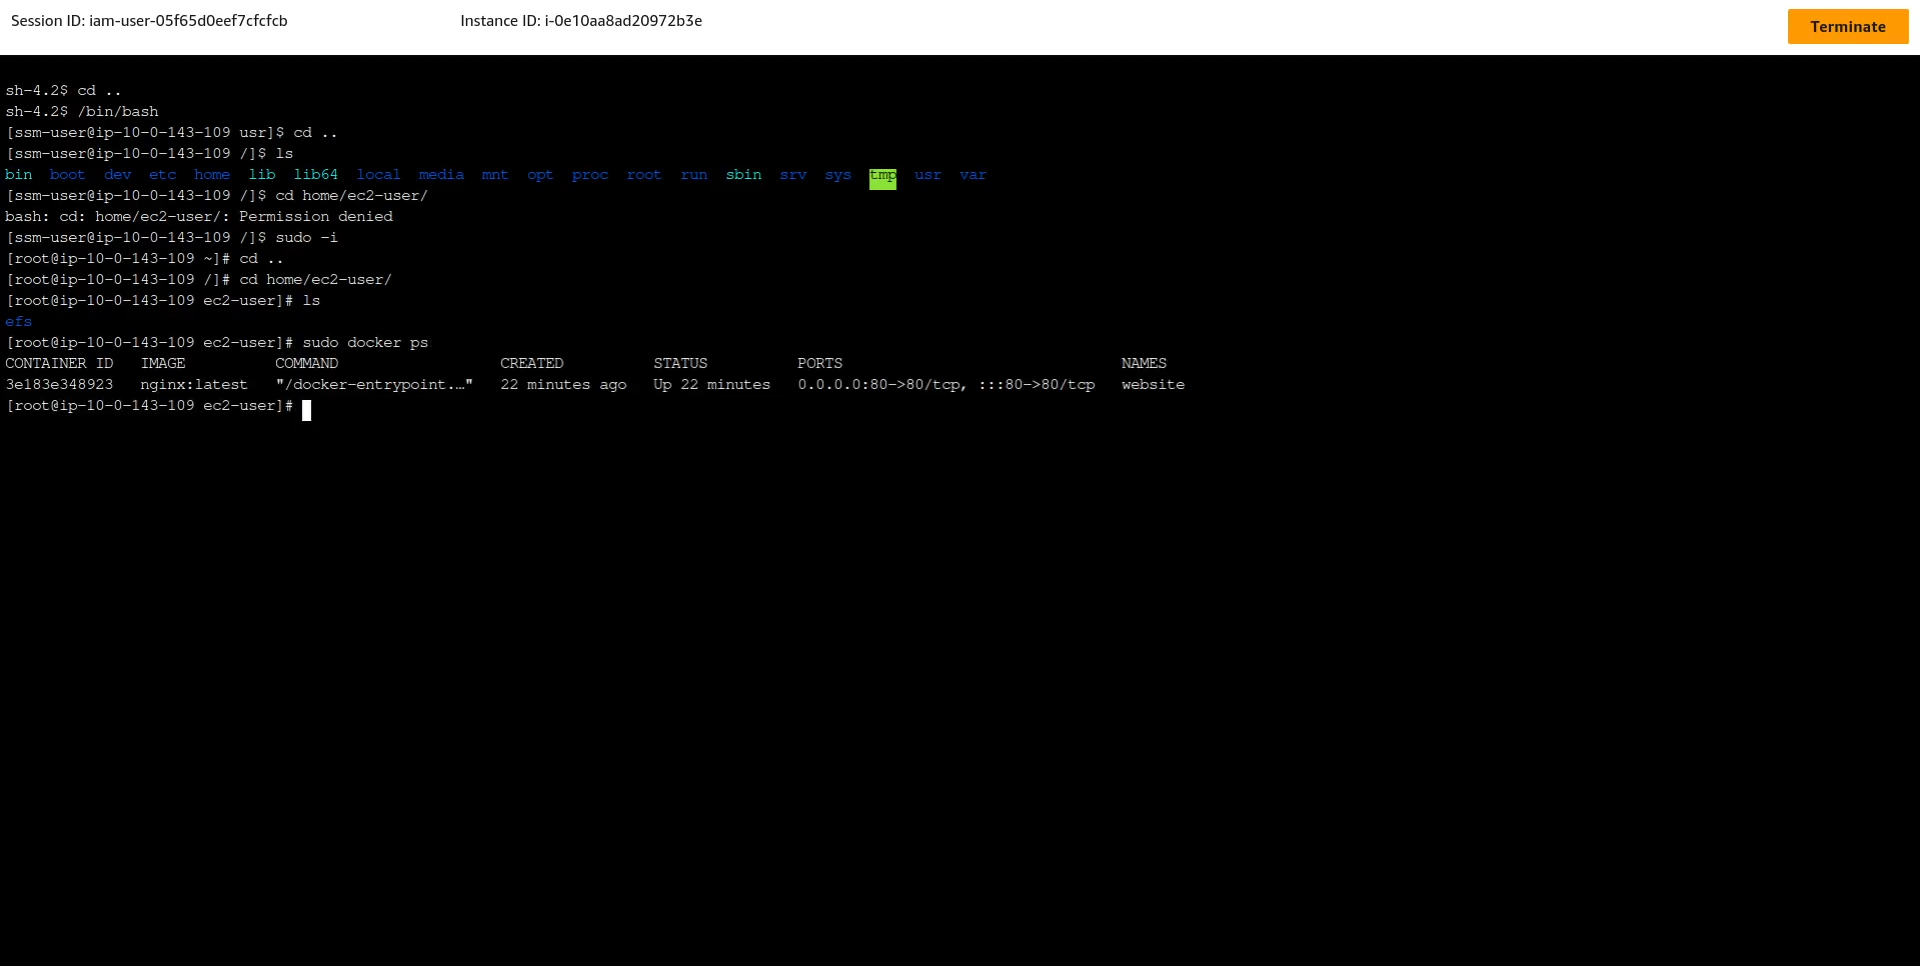 Session ID: iam-user-05f65d0eef7cfcfcb Instance ID: i-0e10aa8ad20972b3e Terminate
sh-4.2$ cd ..
sh-4.2$ /bin/bash
[ssm-user@ip-10-0-143-109 usr]$ cd ..
[ssm-user@ip-10-0-143-109 /]$ ls
bin boot dev etc home lib lib64 local media mnt opt proc root run sbin srv sys tmp usr var
[ssm-user@ip-10-0-143-109 /]$ cd home/ec2-user/
bash: cd: home/ec2-user/: Permission denied
[ssm-user@ip-10-0-143-109 /]$ sudo -i
[root@ip-10-0-143-109 ~]# cd ..
[root@ip-10-0-143-109 /]# cd home/ec2-user/
[root@ip-10-0-143-109 ec2-user]# ls
efs
[root@ip-10-0-143-109 ec2-user]# sudo docker ps
CONTAINER ID IMAGE COMMAND CREATED STATUS PORTS NAMES
3e183e348923 nginx:latest "/docker-entrypoint.…" 22 minutes ago Up 22 minutes 0.0.0.0:80->80/tcp, :::80->80/tcp website
[root@ip-10-0-143-109 ec2-user]#